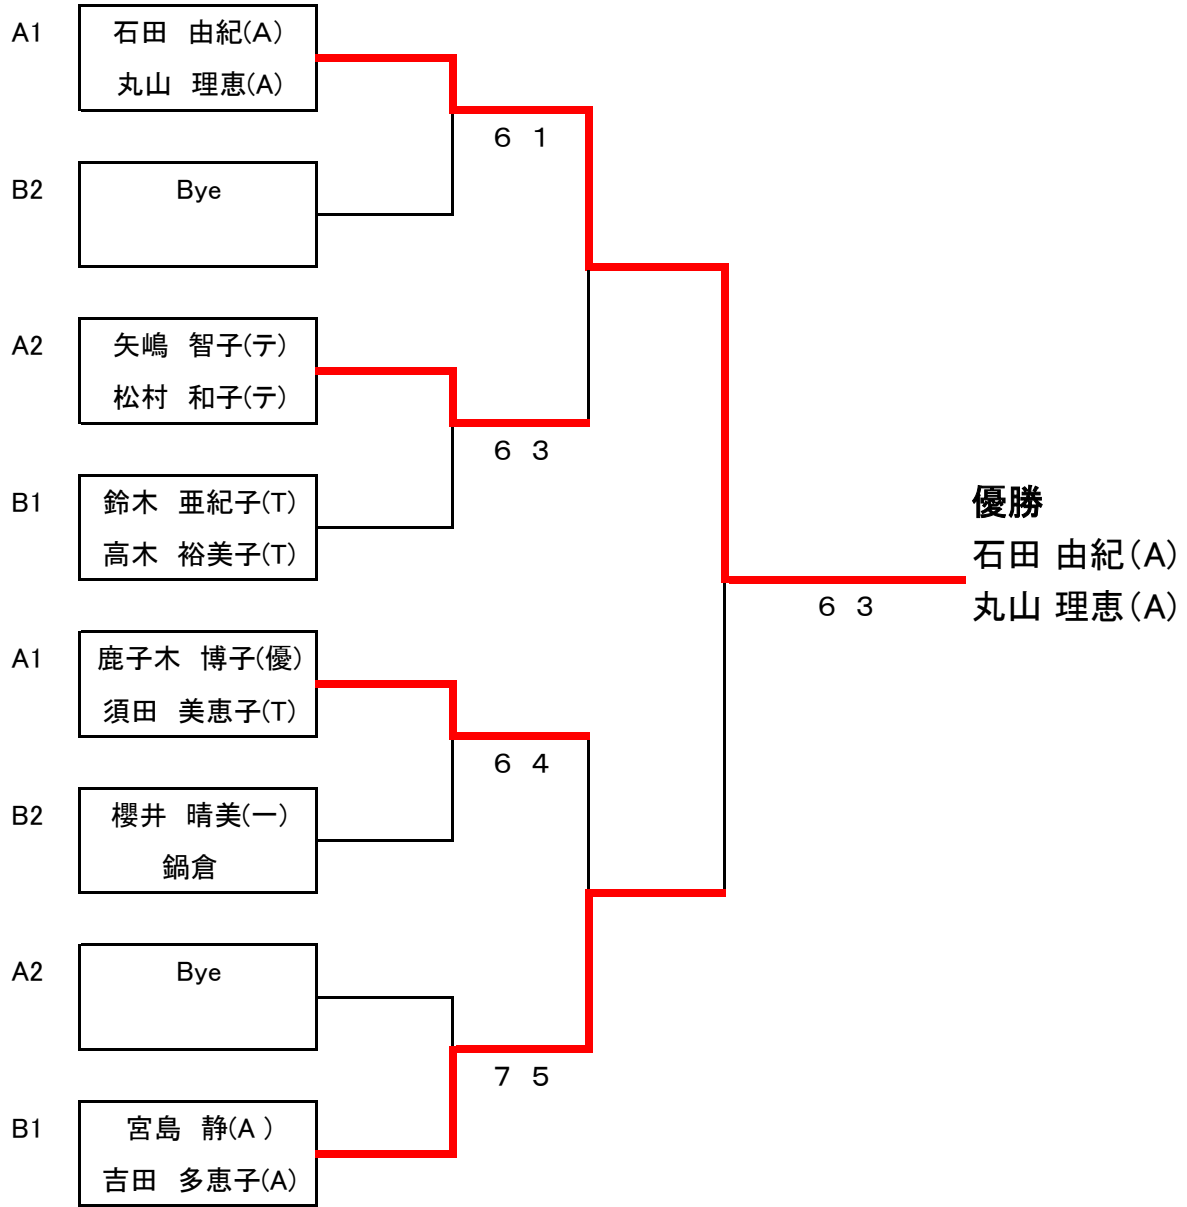 A1
石田 由紀(A)
丸山 理恵(A)
6 1
B2
Bye
A2
矢嶋 智子(テ)
松村 和子(テ)
6 3
B1
鈴木 亜紀子(T)
高木 裕美子(T)
優勝
石田 由紀(A)
丸山 理恵(A)
6 3
A1
鹿子木 博子(優)
須田 美恵子(T)
6 4
B2
櫻井 晴美(一)
鍋倉
A2
Bye
7 5
B1
宮島 静(A )
吉田 多恵子(A)